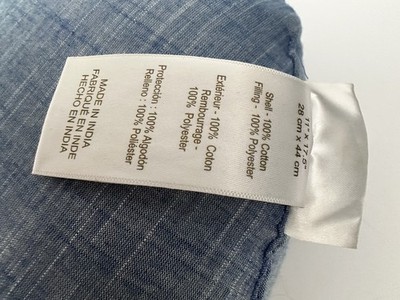 11" x 17.5"
28 cm x 44 cm
Shell - 100% Cotton
Filling - 100% Polyester
Extérieur - 100% Coton
Rembourrage -
100% Polyester
Protección : 100% Algodón
Relleno : 100% Poliéster
MADE IN INDIA
FABRIQUÉ EN INDE
HECHO EN INDIA